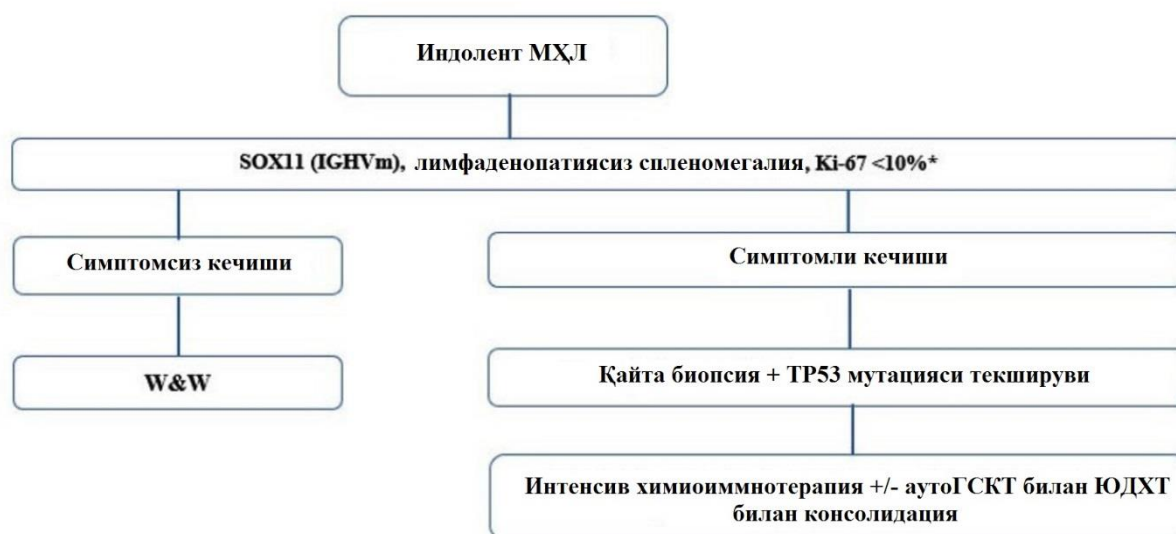 Индолент МҲЛ
SOX11 (IGHVm), лимфаденопатиясиз спленомегалия, Ki-67 <10%*
Симптомсиз кечиши
Симптомли кечиши
W&W
Қайта биопсия + TP53 мутацияси текшируви
Интенсив химиоиммнотерапия +/- аутоГСКТ билан ЮДХТ
билан консолидация